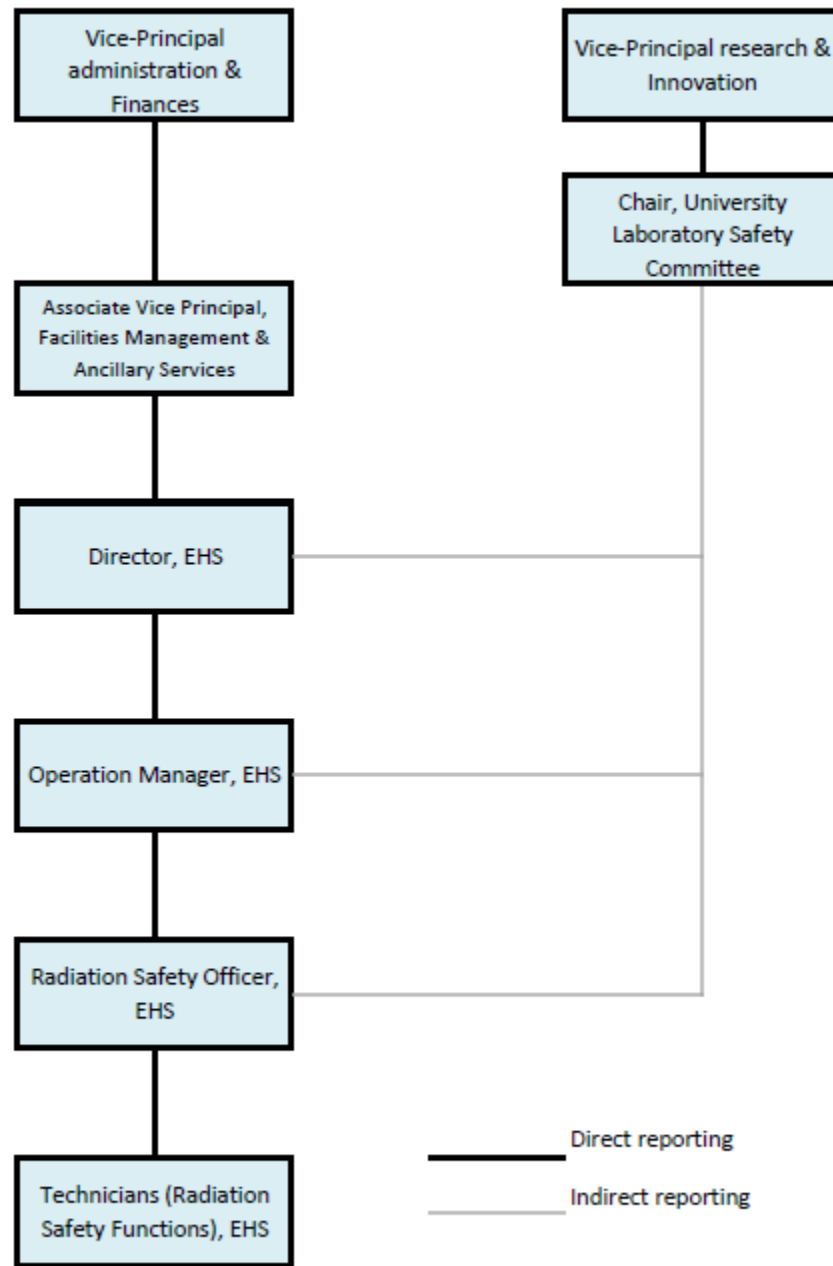 Vice-Principal
administration &
Finances
Vice-Principal research &
Innovation
Chair, University
Laboratory Safety
Committee
Associate Vice Principal,
Facilities Management &
Ancillary Services
Director, EHS
Operation Manager, EHS
Radiation Safety Officer,
EHS
Technicians (Radiation
Safety Functions), EHS
Direct reporting
Indirect reporting